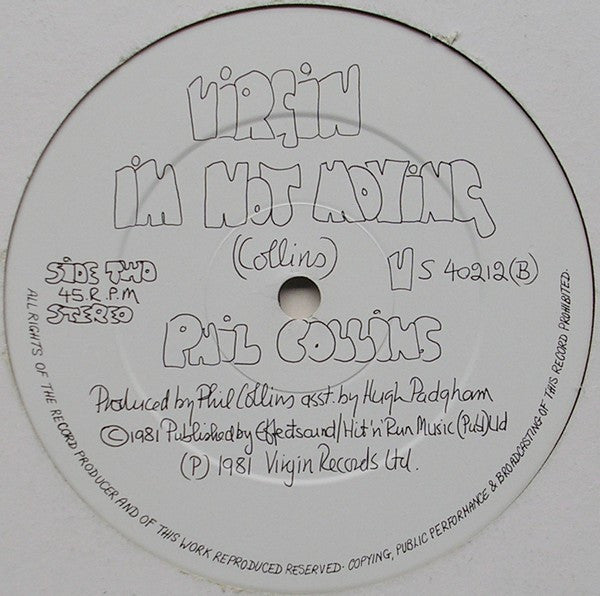 VIRGIN
I'M NOT MOVING
(Collins)
SIDE TWO
45. R.P.M
STEREO
VS 40212 (B)
PHIL COLLINS
Produced by Phil Collins asst. by Hugh Padgham
©1981 Published by Effectsound/Hit 'n' Run Music (Pub) Ltd
(P) 1981 Virgin Records Ltd.
ALL RIGHTS OF THE RECORD PRODUCER AND OF THIS WORK REPRODUCED RESERVED· COPYING, PUBLIC PERFORMANCE & BROADCASTING OF THIS RECORD PROHIBITED.